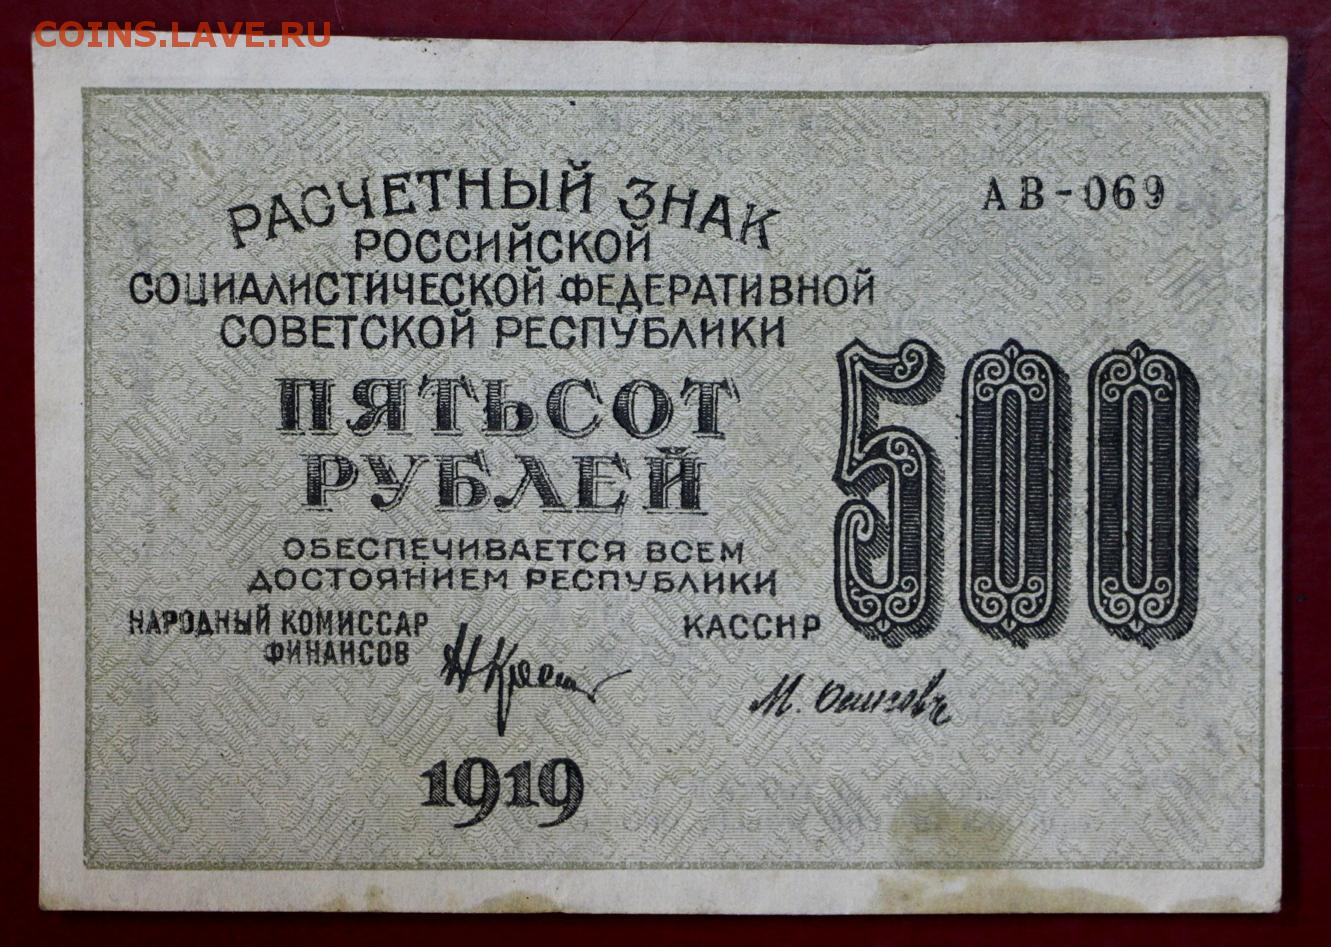 COINS.LAVE.RU
РАСЧЕТНЫЙ ЗНАК
АВ-069
РОССИЙСКОЙ
СОЦИАЛИСТИЧЕСКОЙ ФЕДЕРАТИВНОЙ
СОВЕТСКОЙ РЕСПУБЛИКИ
ПЯТЬСОТ
РУБЛЕЙ
500
ОБЕСПЕЧИВАЕТСЯ ВСЕМ
ДОСТОЯНИЕМ РЕСПУБЛИКИ
НАРОДНЫЙ КОМИССАР
ФИНАНСОВ
КАССИР
М. Осиповъ
1919